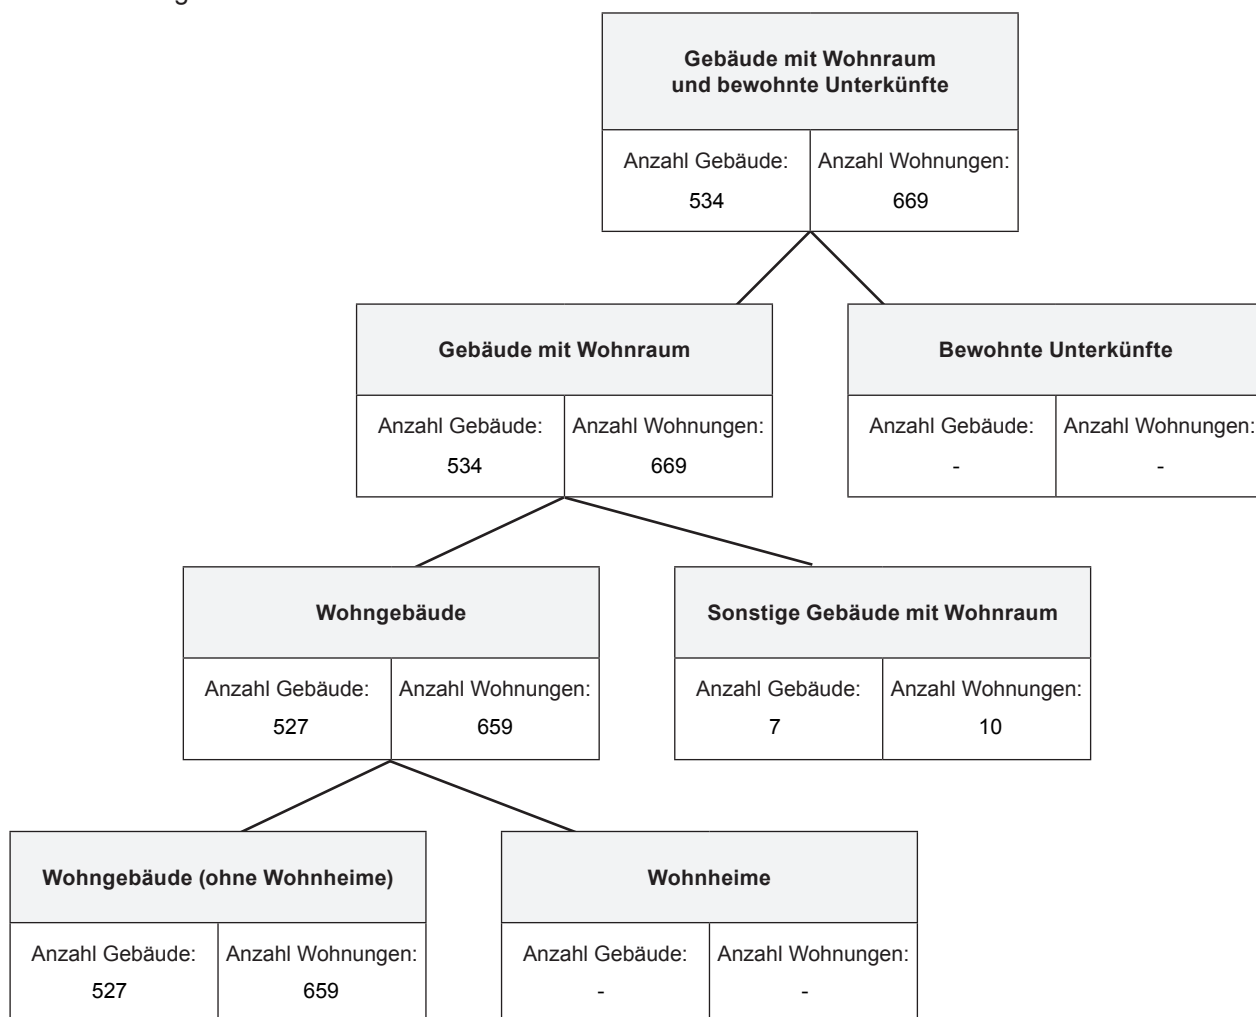 Gebäude mit Wohnraum
und bewohnte Unterkünfte
Anzahl Gebäude: Anzahl Wohnungen:
534 669
Gebäude mit Wohnraum
Anzahl Gebäude: Anzahl Wohnungen:
534 669
Bewohnte Unterkünfte
Anzahl Gebäude: Anzahl Wohnungen:
- -
Wohngebäude
Anzahl Gebäude: Anzahl Wohnungen:
527 659
Sonstige Gebäude mit Wohnraum
Anzahl Gebäude: Anzahl Wohnungen:
7 10
Wohngebäude (ohne Wohnheime)
Anzahl Gebäude: Anzahl Wohnungen:
527 659
Wohnheime
Anzahl Gebäude: Anzahl Wohnungen:
- -